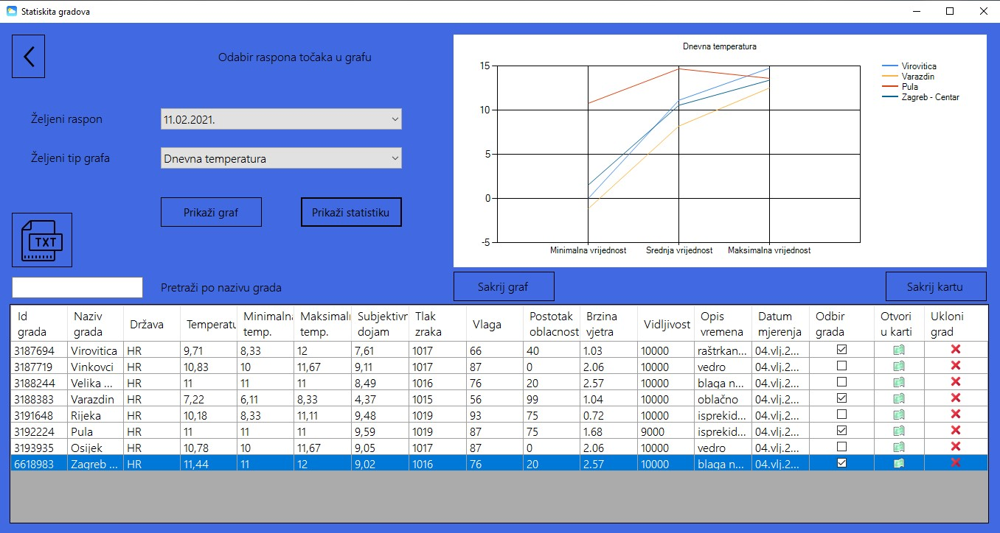 Statiskita gradova
Odabir raspona točaka u grafu
Željeni raspon
11.02.2021.
Željeni tip grafa
Dnevna temperatura
Prikaži graf
Prikaži statistiku
TXT
Pretraži po nazivu grada
Dnevna temperatura
15
10
5
0
-5
Minimalna vrijednost Srednja vrijednost Maksimalna vrijednost
Virovitica
Varazdin
Pula
Zagreb - Centar
Sakrij graf
Sakrij kartu
Id grada Naziv grada Država Temperatu Minimalna temp. Maksimal temp. Subjektivn dojam Tlak zraka Vlaga Postotak oblacnost Brzina vjetra Vidljivost Opis vremena Datum mjerenja Odbir grada Otvori u karti Ukloni grad
3187694 Virovitica HR 9,71 8,33 12 7,61 1017 66 40 1.03 10000 raštrkan... 04.vlj.2...
3187719 Vinkovci HR 10,83 10 11,67 9,11 1017 87 0 2.06 10000 vedro 04.vlj.2...
3188244 Velika ... HR 11 11 11 8,49 1016 76 20 2.57 10000 blaga n... 04.vlj.2...
3188383 Varazdin HR 7,22 6,11 8,33 4,37 1015 56 99 1.04 10000 oblačno 04.vlj.2...
3191648 Rijeka HR 10,18 8,33 11,11 9,48 1019 93 75 0.72 10000 isprekid... 04.vlj.2...
3192224 Pula HR 11 11 11 9,59 1019 87 75 1.68 9000 isprekid... 04.vlj.2...
3193935 Osijek HR 10,78 10 11,67 9,05 1017 87 0 2.06 10000 vedro 04.vlj.2...
6618983 Zagreb ... HR 11,44 11 12 9,02 1016 76 20 2.57 10000 blaga n... 04.vlj.2...